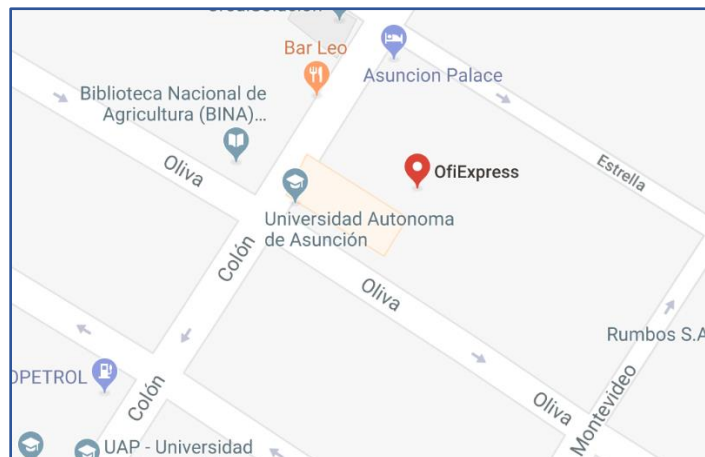 Bar Leo
Asuncion Palace
Biblioteca Nacional de
Agricultura (BINA)...
Oliva
OfiExpress
Estrella
Universidad Autonoma
de Asunción
Colón
Oliva
Rumbos S.A
OPETROL
Colón
Oliva
Montevideo
UAP - Universidad